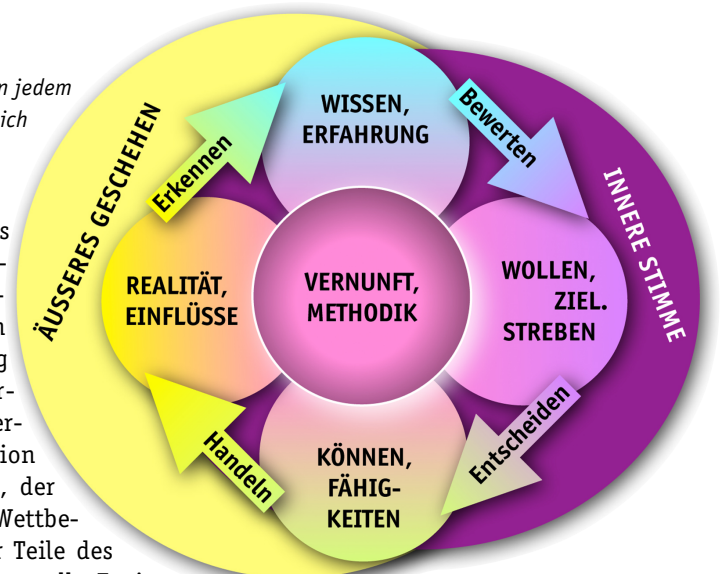 n jedem
ich
s
-
-
n
g
r-
er-
tion
, der
Wettbe-
r Teile des
ÄUSSERES GESCHEHEN
Erkennen
WISSEN,
ERFAHRUNG
Bewerten
INNERE STIMME
REALITÄT,
EINFLÜSSE
VERNUNFT,
METHODIK
WOLLEN,
ZIEL.
STREBEN
Handeln
KÖNNEN,
FÄHIG-
KEITEN
Entscheiden